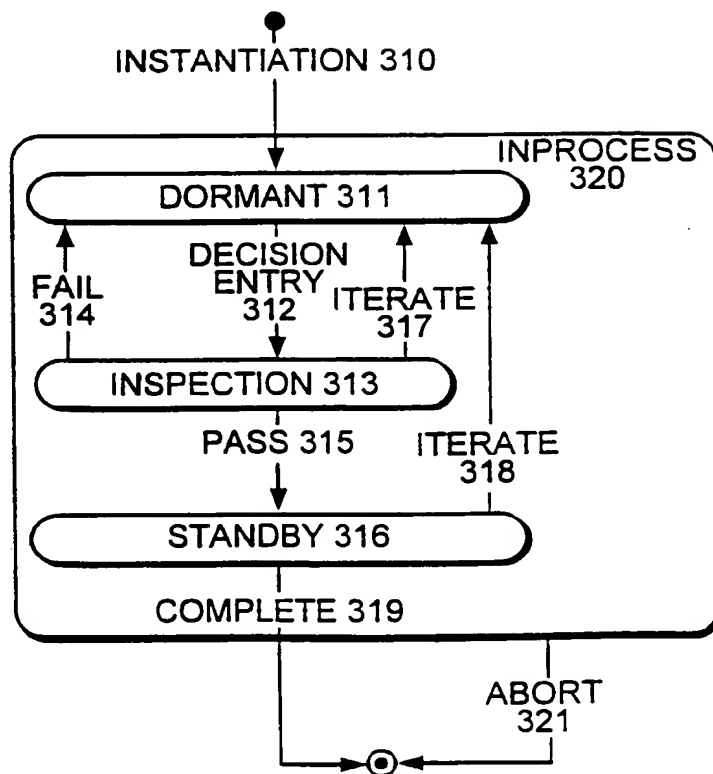 INSTANTIATION 310
INPROCESS
320
DORMANT 311
DECISION
ENTRY
312
FAIL
314
ITERATE
317
INSPECTION 313
PASS 315
ITERATE
318
STANDBY 316
COMPLETE 319
ABORT
321